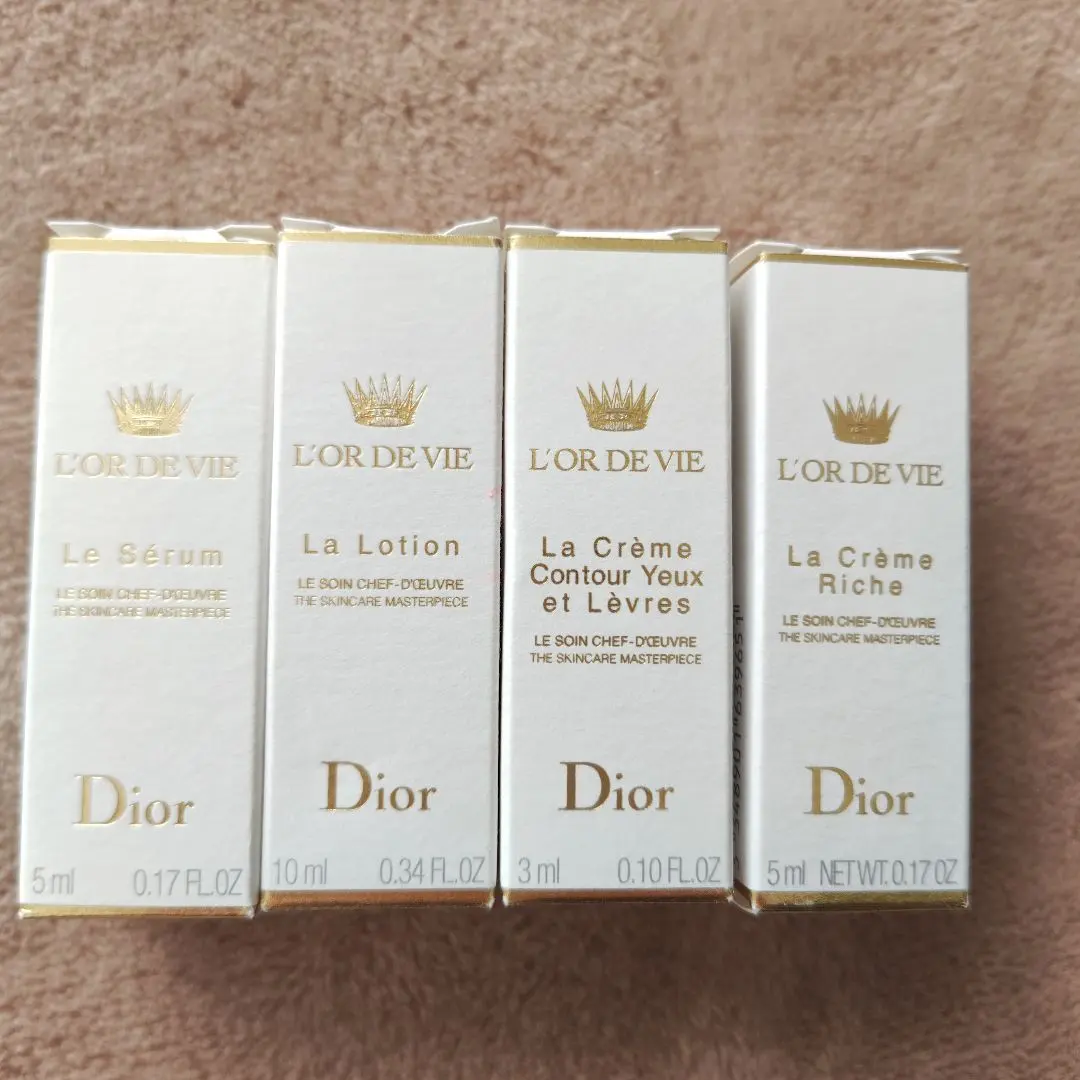 L'OR DE VIE
Le Sérum
LE SOIN CHEF-D'ŒUVRE
THE SKINCARE MASTERPIECE
Dior
5 ml 0.17 FL.OZ
L'OR DE VIE
La Lotion
LE SOIN CHEF-D'ŒUVRE
THE SKINCARE MASTERPIECE
Dior
10 ml 0.34 FL.OZ
L'OR DE VIE
La Crème
Contour Yeux
et Lèvres
LE SOIN CHEF-D'ŒUVRE
THE SKINCARE MASTERPIECE
Dior
3 ml 0.10 FL.OZ
L'OR DE VIE
La Crème
Riche
LE SOIN CHEF-D'ŒUVRE
THE SKINCARE MASTERPIECE
Dior
5 ml NET WT. 0.17 OZ